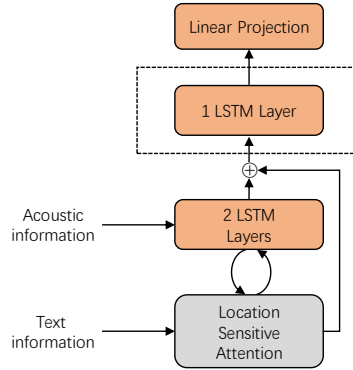 Linear Projection
1 LSTM Layer
Acoustic
information
2 LSTM
Layers
Text
information
Location
Sensitive
Attention